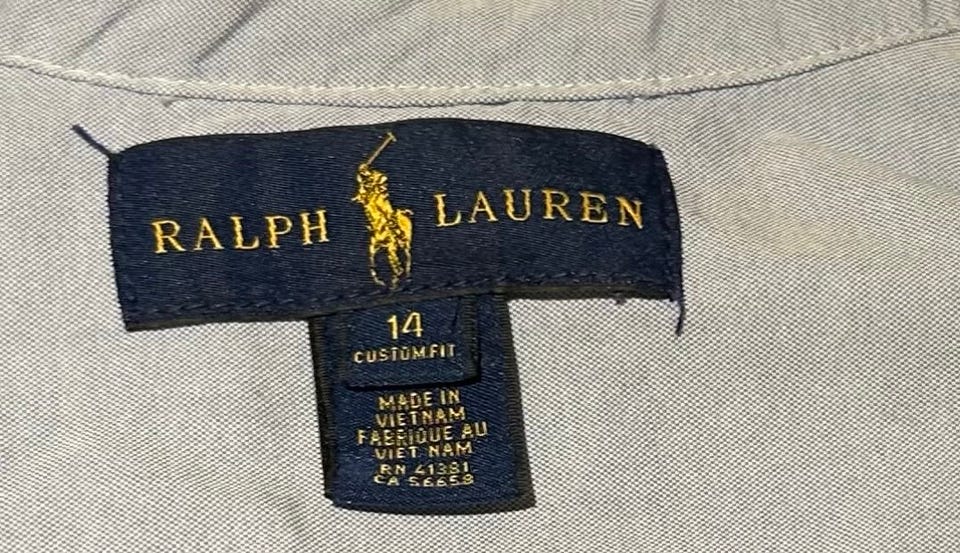 RALPH LAUREN
14
CUSTOM FIT
MADE IN
VIETNAM
FABRIQUE AU
VIET NAM
RN 41381
CA 56658